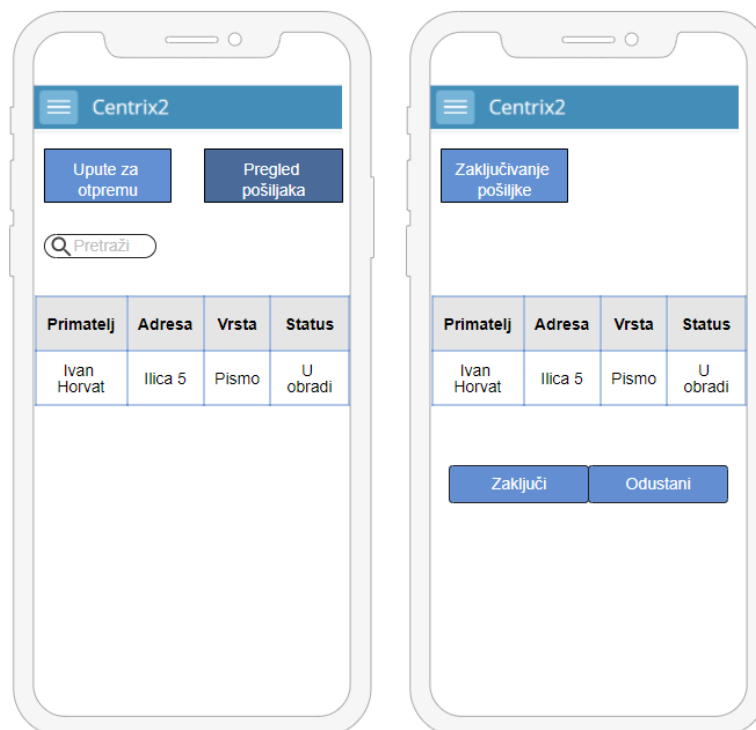 Centrix2
Upute za
otpremu
Pregled
pošiljaka
Pretraži
Primatelj Adresa Vrsta Status
Ivan
Horvat
Ilica 5
Pismo
U
obradi
Centrix2
Zaključivanje
pošiljke
Primatelj Adresa Vrsta Status
Ivan
Horvat
Ilica 5
Pismo
U
obradi
Zaključi
Odustani